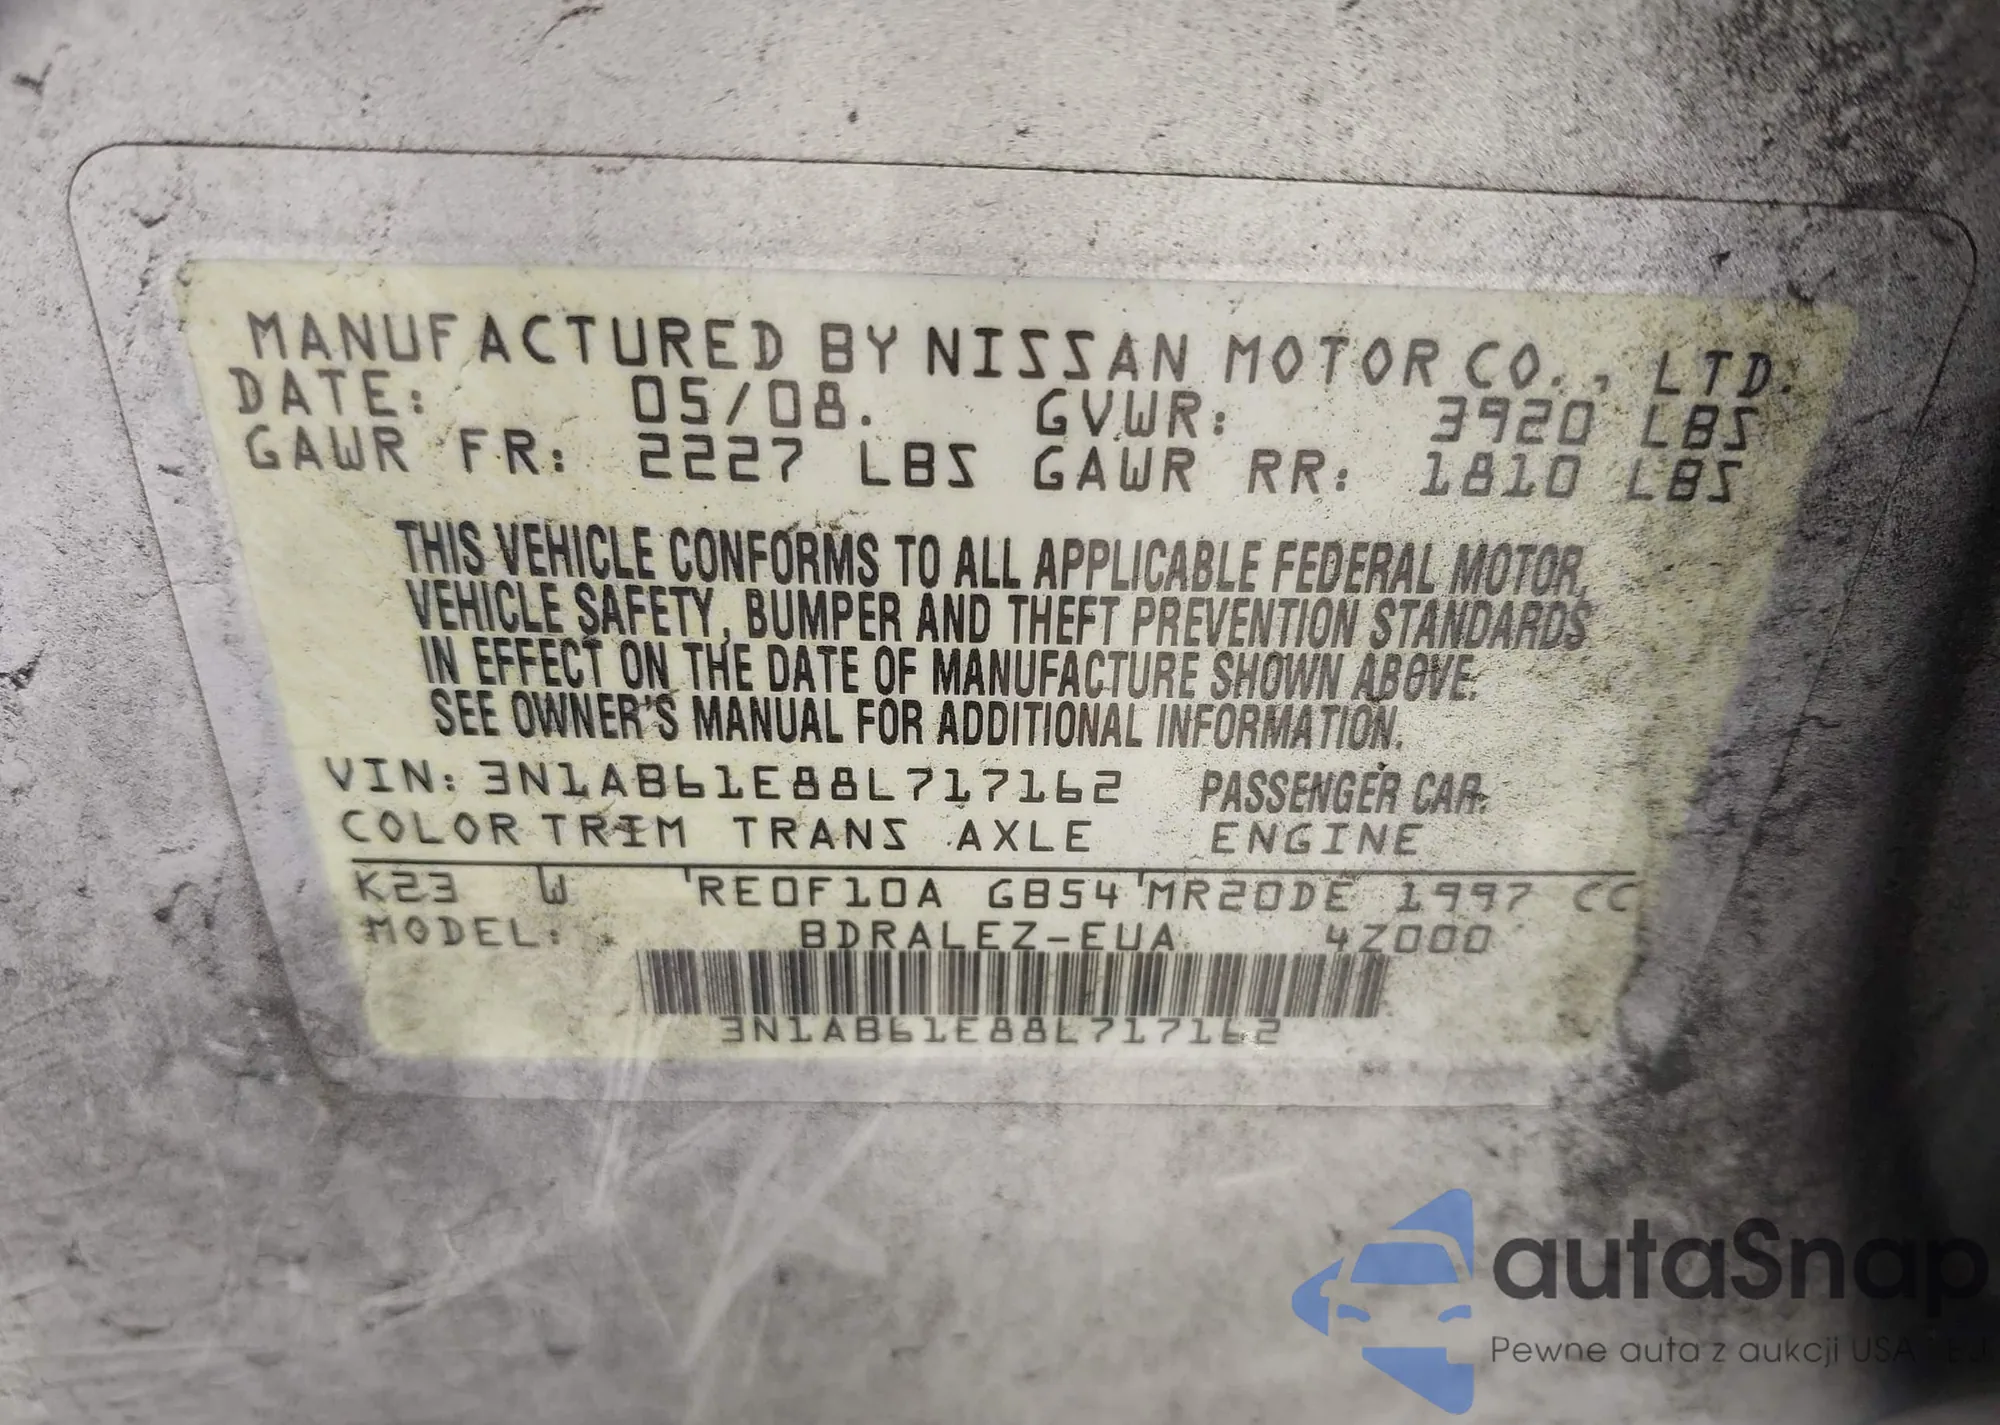 MANUFACTURED BY NISSAN MOTOR CO., LTD.
DATE: 05/08. GVWR: 3920 LBS
GAWR FR: 2227 LBS GAWR RR: 1810 LBS
THIS VEHICLE CONFORMS TO ALL APPLICABLE FEDERAL MOTOR
VEHICLE SAFETY, BUMPER AND THEFT PREVENTION STANDARDS
IN EFFECT ON THE DATE OF MANUFACTURE SHOWN ABOVE.
SEE OWNER'S MANUAL FOR ADDITIONAL INFORMATION.
VIN: 3N1AB61E88L717162 PASSENGER CAR
COLOR TRIM TRANS AXLE ENGINE
K23 W RE0F10A GB54 MR20DE 1997 CC
MODEL: BDRALEZ-EUA 4Z000
3N1AB61E88L717162
autaSnap
Pewne auta z aukcji USA